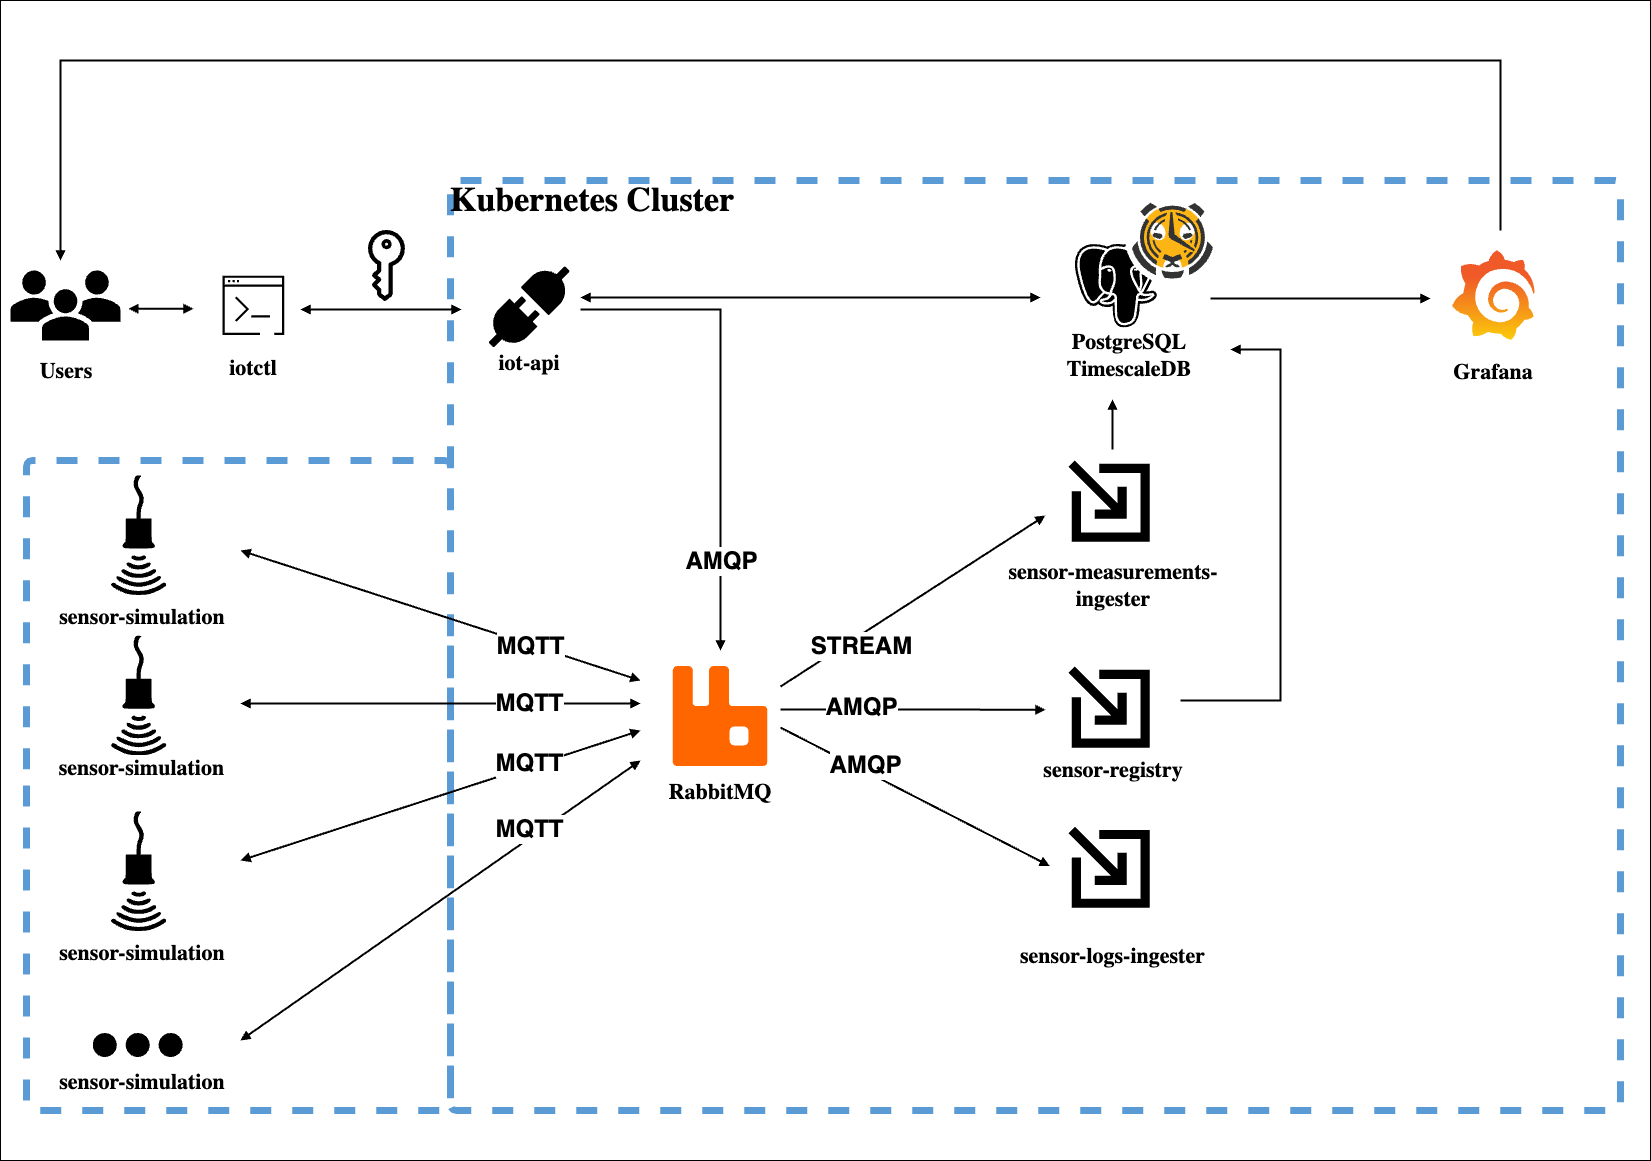 Kubernetes Cluster
Users
iotctl
iot-api
PostgreSQL
TimescaleDB
Grafana
AMQP
sensor-measurements-
ingester
sensor-simulation
MQTT
STREAM
MQTT
AMQP
sensor-simulation
MQTT
AMQP
sensor-registry
RabbitMQ
MQTT
sensor-simulation
sensor-logs-ingester
sensor-simulation